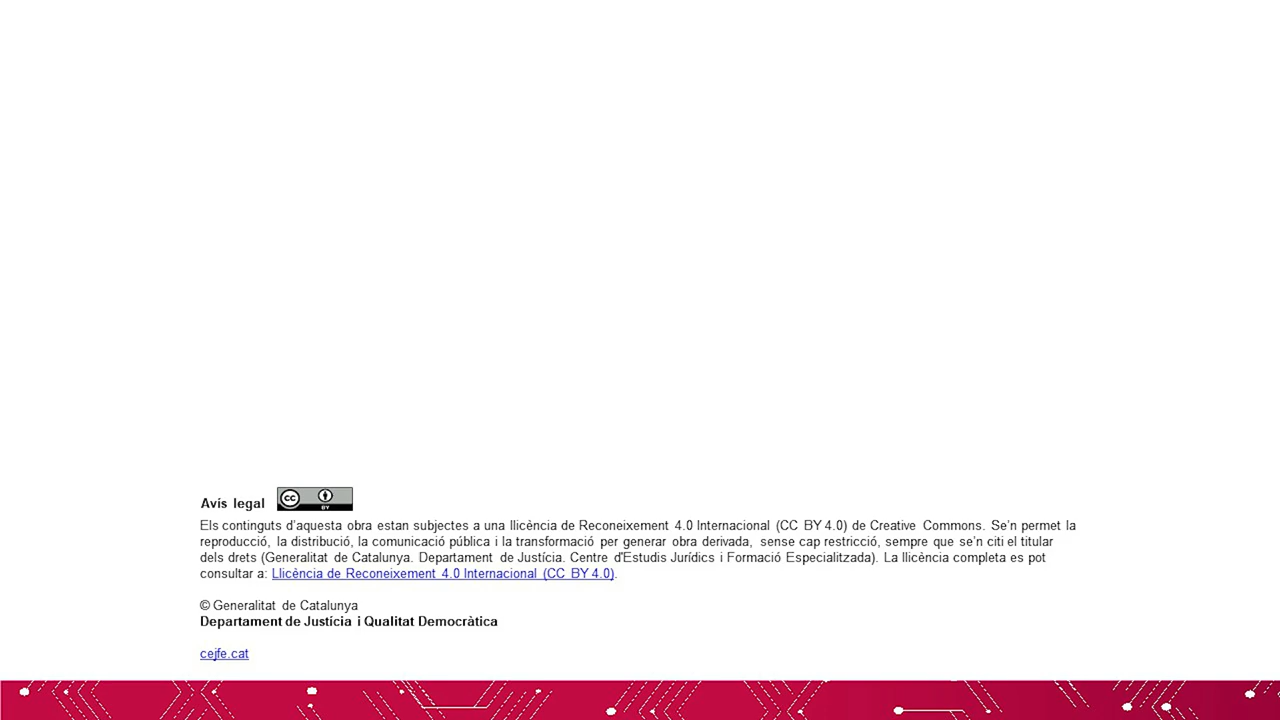 Avís legal
cc BY
Els continguts d’aquesta obra estan subjectes a una llicència de Reconeixement 4.0 Internacional (CC BY 4.0) de Creative Commons. Se’n permet la
reproducció, la distribució, la comunicació pública i la transformació per generar obra derivada, sense cap restricció, sempre que se’n citi el titular
dels drets (Generalitat de Catalunya. Departament de Justícia. Centre d'Estudis Jurídics i Formació Especialitzada). La llicència completa es pot
consultar a: Llicència de Reconeixement 4.0 Internacional (CC BY 4.0).
© Generalitat de Catalunya
Departament de Justícia i Qualitat Democràtica
cejfe.cat